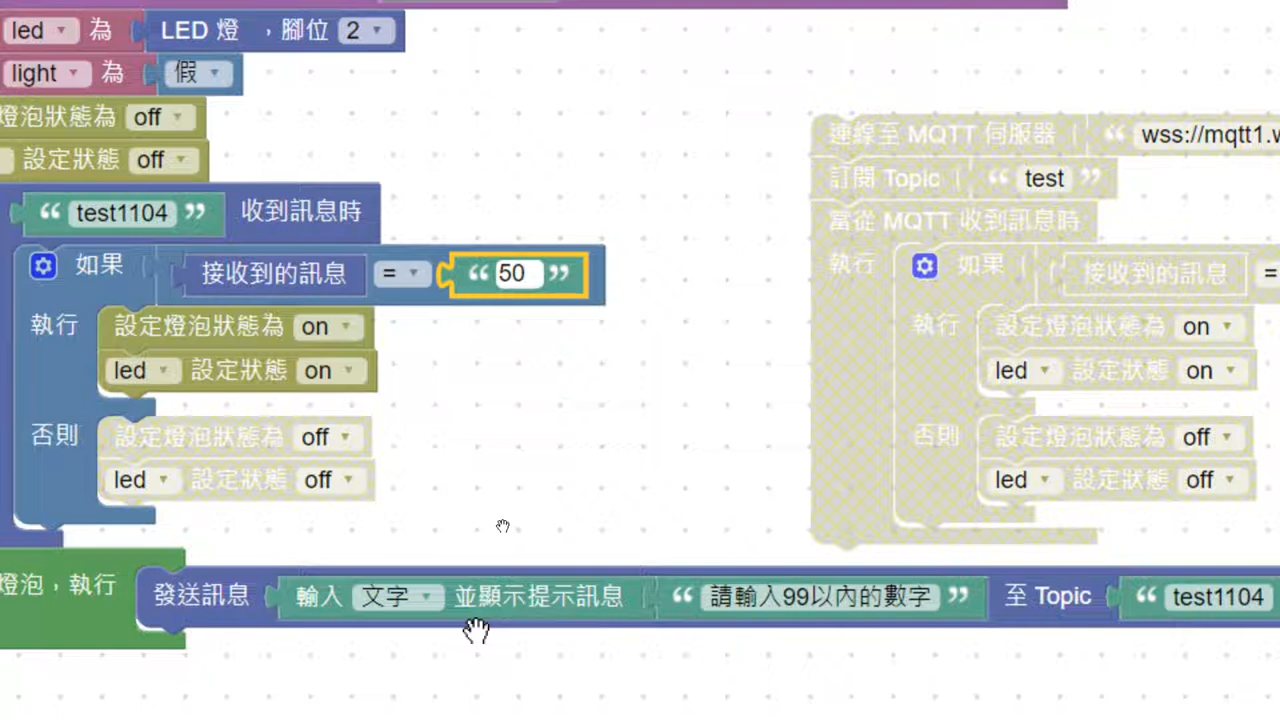 led 為 LED 燈 ，腳位 2
light 為 假
燈泡狀態為 off
設定狀態 off
“ test1104 ” 收到訊息時
如果 接收到的訊息 = “ 50 ”
執行 設定燈泡狀態為 on
led 設定狀態 on
否則 設定燈泡狀態為 off
led 設定狀態 off
燈泡，執行 發送訊息 輸入 文字 並顯示提示訊息 “ 請輸入99以內的數字 ” 至 Topic “ test1104
連線至 MQTT 伺服器 “ wss://mqtt1.w
訂閱 Topic “ test ”
當從 MQTT 收到訊息時
執行 如果 接收到的訊息 =
執行 設定燈泡狀態為 on
led 設定狀態 on
否則 設定燈泡狀態為 off
led 設定狀態 off